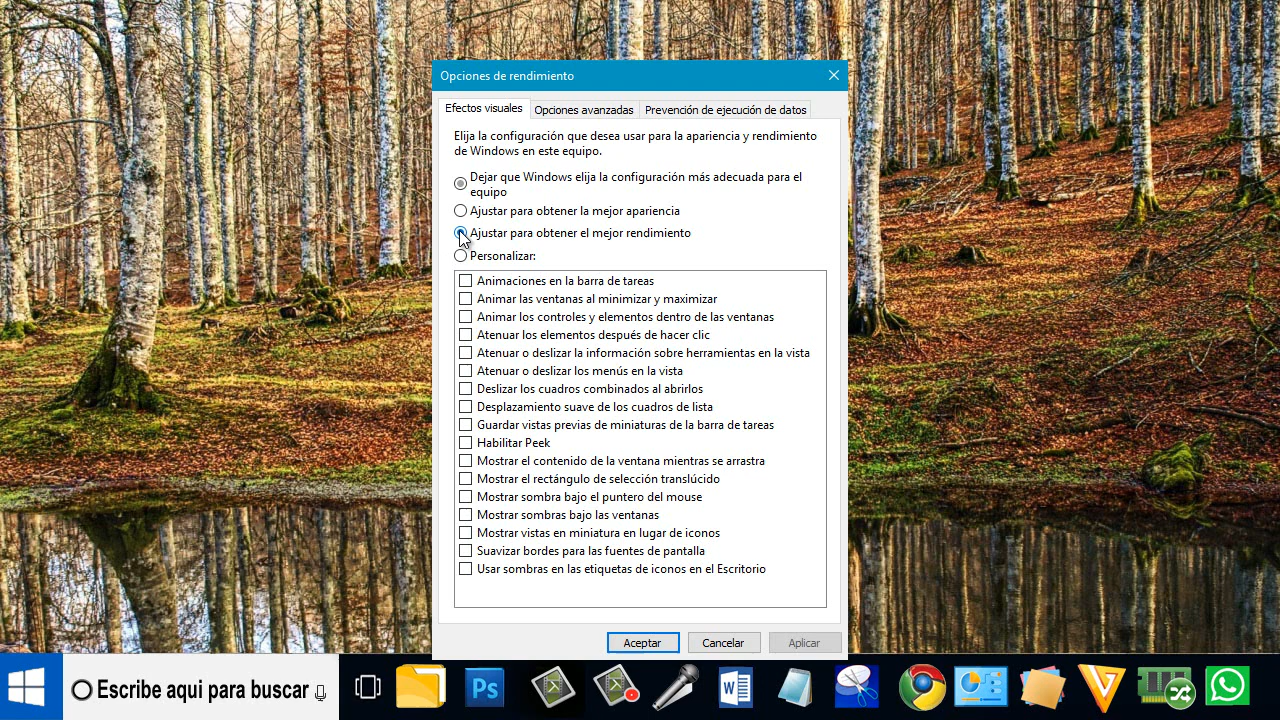 Opciones de rendimiento
Efectos visuales
Opciones avanzadas
Prevención de ejecución de datos
Elija la configuración que desea usar para la apariencia y rendimiento
de Windows en este equipo.
Dejar que Windows elija la configuración más adecuada para el
equipo
Ajustar para obtener la mejor apariencia
Ajustar para obtener el mejor rendimiento
Personalizar:
Animaciones en la barra de tareas
Animar las ventanas al minimizar y maximizar
Animar los controles y elementos dentro de las ventanas
Atenuar los elementos después de hacer clic
Atenuar o deslizar la información sobre herramientas en la vista
Atenuar o deslizar los menús en la vista
Deslizar los cuadros combinados al abrirlos
Desplazamiento suave de los cuadros de lista
Guardar vistas previas de miniaturas de la barra de tareas
Habilitar Peek
Mostrar el contenido de la ventana mientras se arrastra
Mostrar el rectángulo de selección translúcido
Mostrar sombra bajo el puntero del mouse
Mostrar sombras bajo las ventanas
Mostrar vistas en miniatura en lugar de iconos
Suavizar bordes para las fuentes de pantalla
Usar sombras en las etiquetas de iconos en el Escritorio
Aceptar
Cancelar
Aplicar
Escribe aqui para buscar
Ps
W